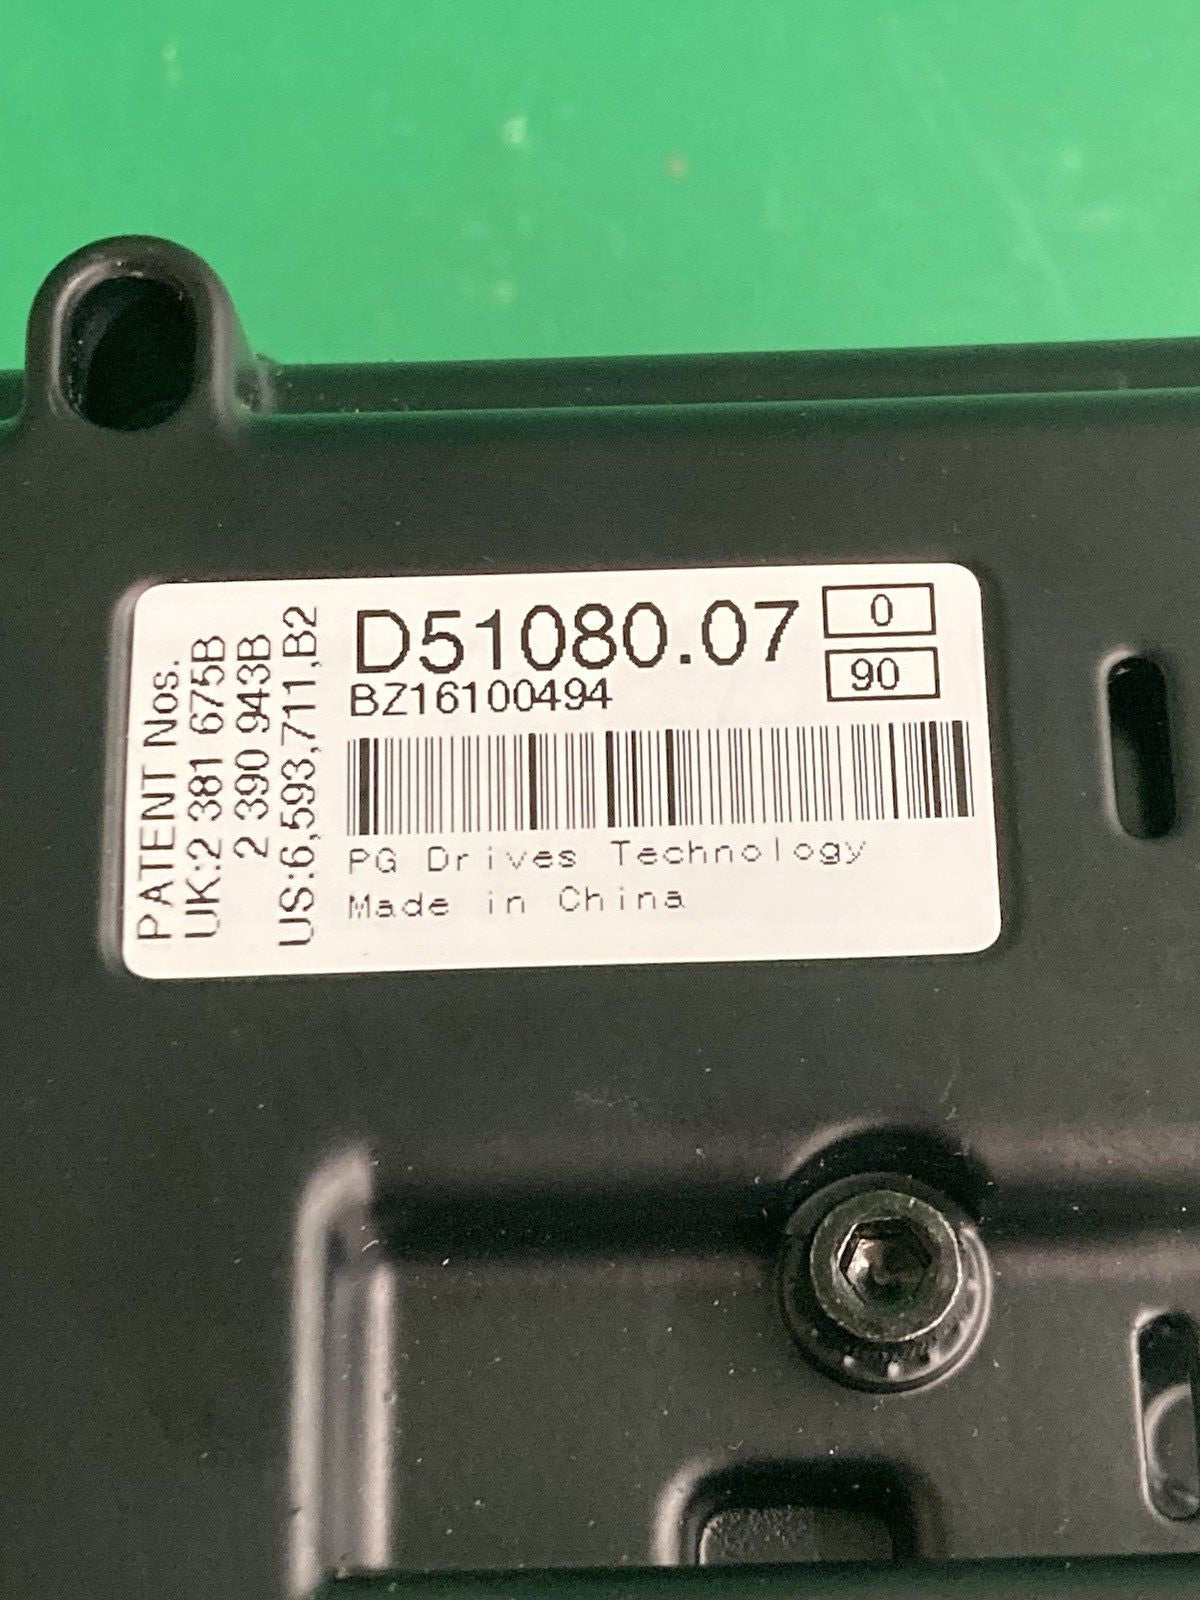 PATENT Nos.
UK:2 381 675B
2 390 943B
US:6,593,711,B2
D51080.07
0
90
BZ16100494
PG Drives Technology
Made in China